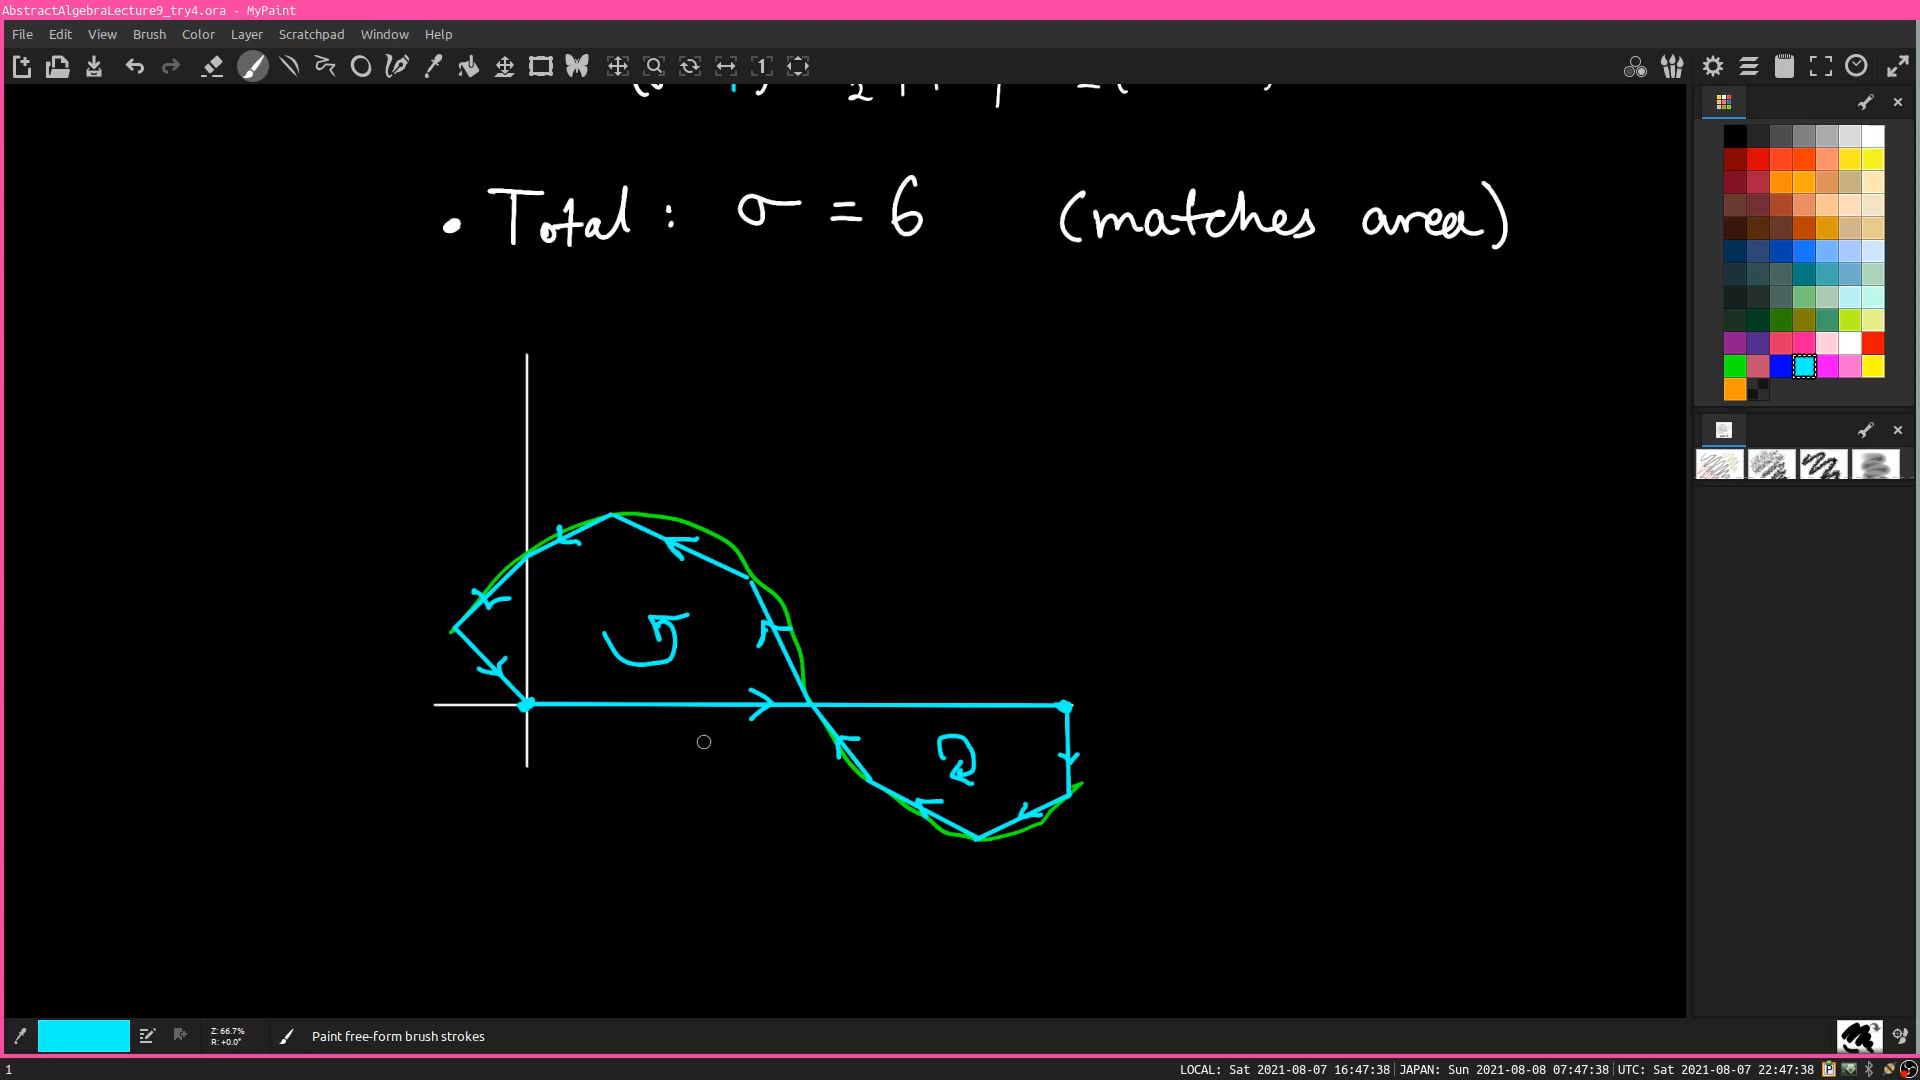 AbstractAlgebraLecture9_try4.ora - MyPaint
File Edit View Brush Color Layer Scratchpad Window Help
• Total : σ = 6 (matches area)
Z: 66.7%
R: +0.0°
Paint free-form brush strokes
1
LOCAL: Sat 2021-08-07 16:47:38 | JAPAN: Sun 2021-08-08 07:47:38 | UTC: Sat 2021-08-07 22:47:38